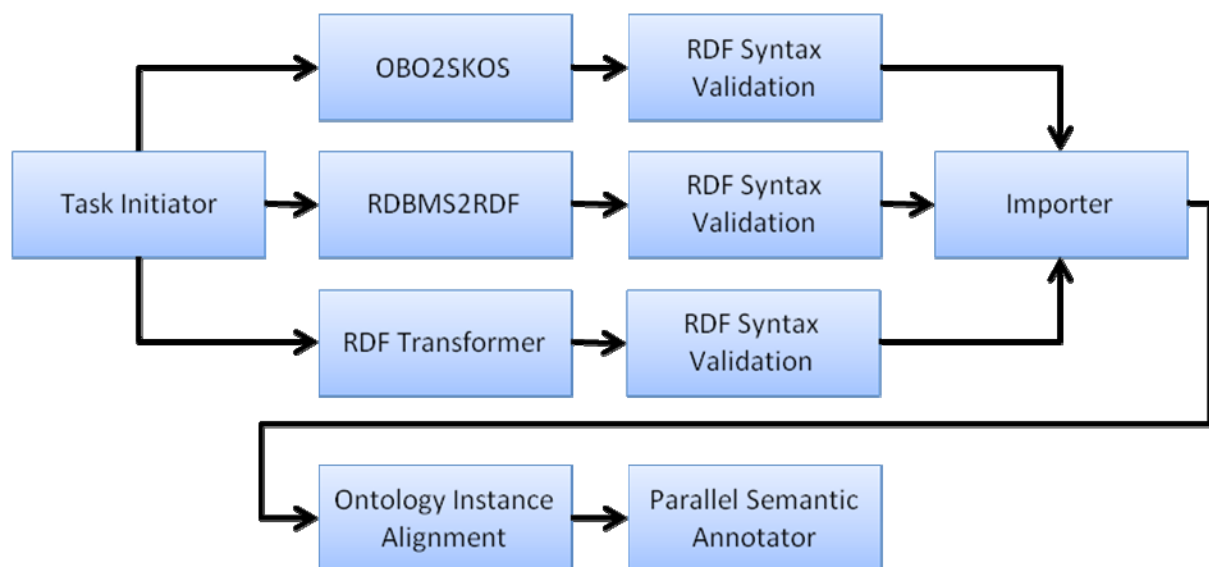 OBO2SKOS
RDF Syntax
Validation
Task Initiator
RDBMS2RDF
RDF Syntax
Validation
Importer
RDF Transformer
RDF Syntax
Validation
Ontology Instance
Alignment
Parallel Semantic
Annotator